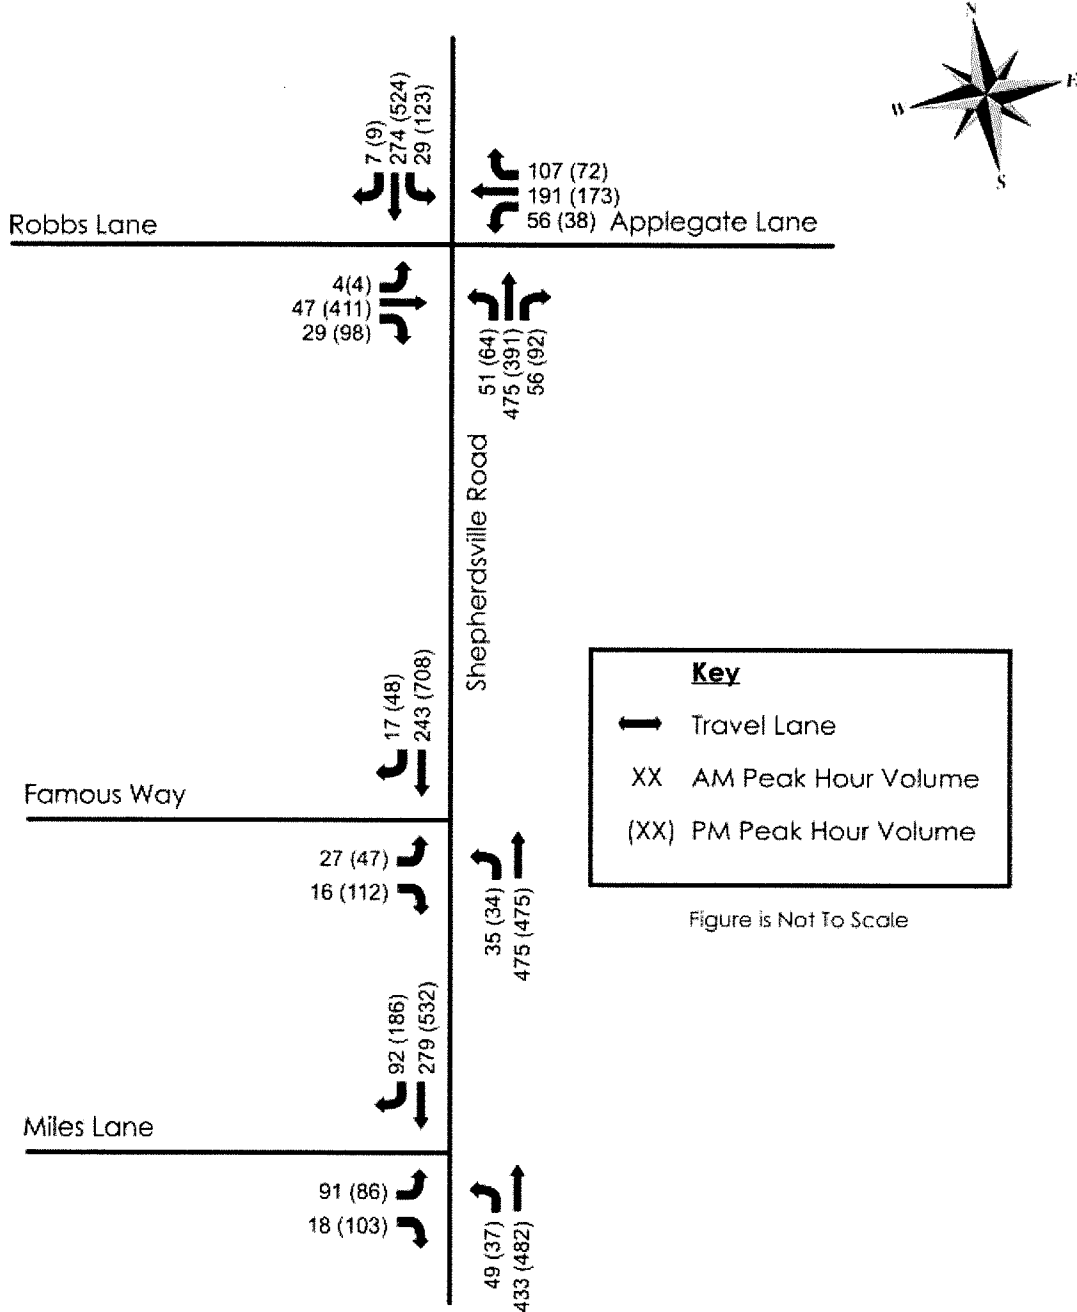 N
E
W
S
7 (9)
274 (524)
29 (123)
107 (72)
191 (173)
56 (38)
Applegate Lane
Robbs Lane
4(4)
47 (411)
29 (98)
51 (64)
475 (391)
56 (92)
Shepherdsville Road
17 (48)
243 (708)
Famous Way
27 (47)
16 (112)
35 (34)
475 (475)
Key
Travel Lane
XX AM Peak Hour Volume
(XX) PM Peak Hour Volume
Figure is Not To Scale
92 (186)
279 (532)
Miles Lane
91 (86)
18 (103)
49 (37)
433 (482)